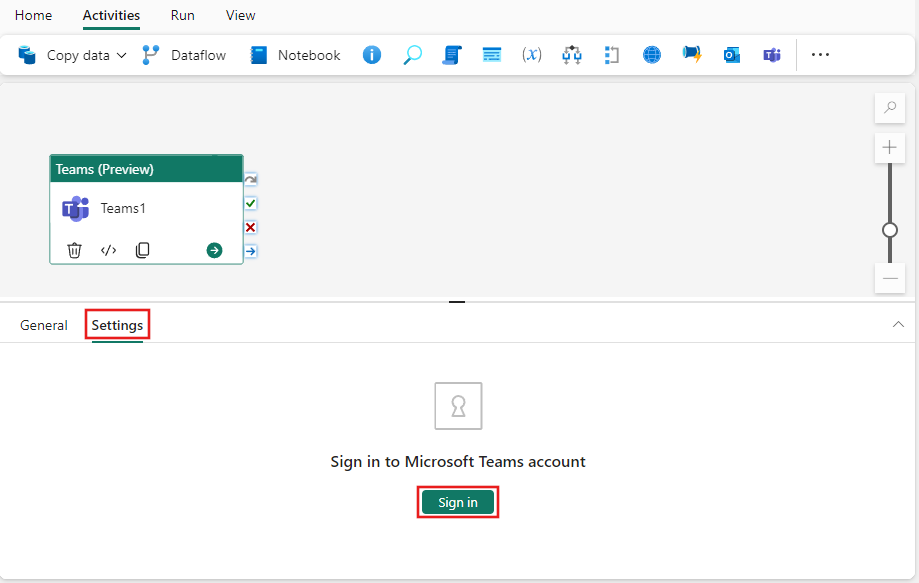 Home Activities Run View
Copy data Dataflow Notebook (x)
Teams (Preview)
Teams1
General Settings
Sign in to Microsoft Teams account
Sign in